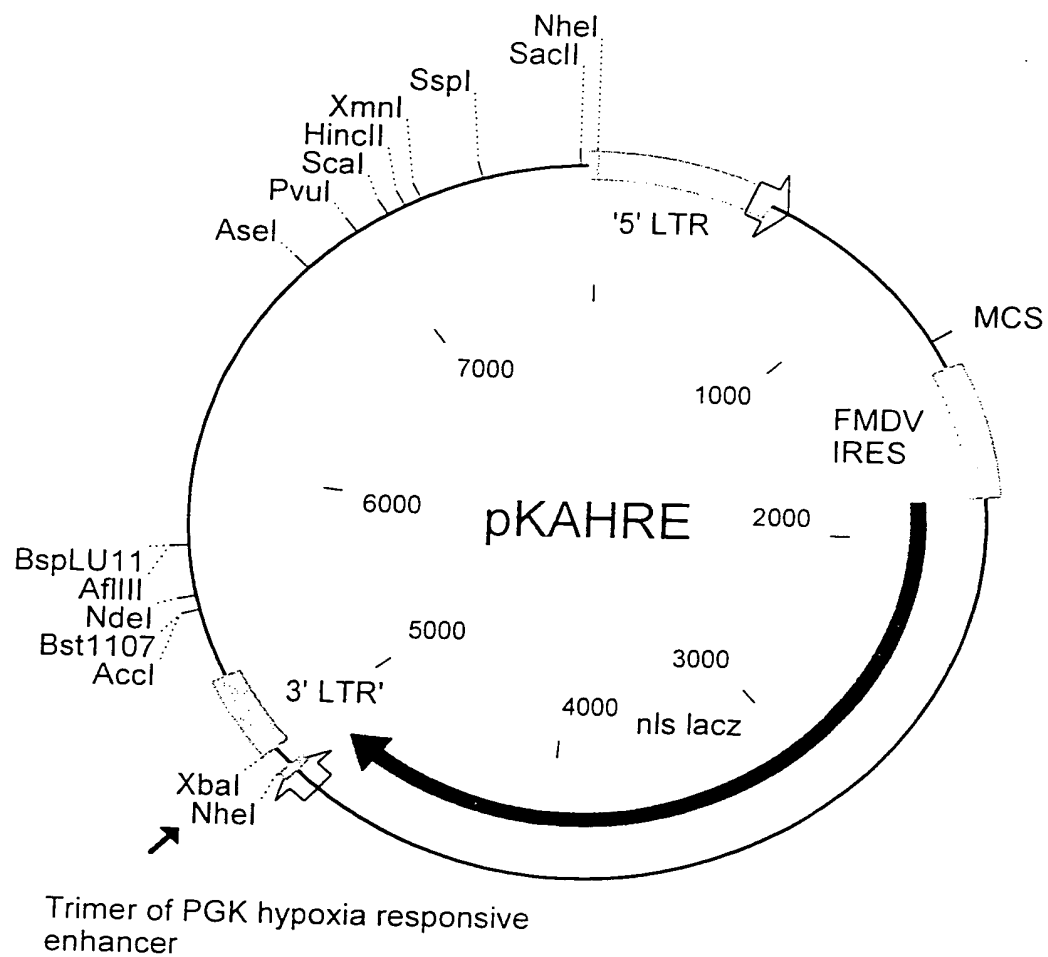 NheI
SacII
SspI
XmnI
HincII
ScaI
PvuI
AseI
'5' LTR
MCS
7000
1000
FMDV
IRES
6000
pKAHRE
2000
BspLU11
AflIII
NdeI
Bst1107
AccI
5000
3000
3' LTR'
4000
nls lacz
XbaI
NheI
Trimer of PGK hypoxia responsive
enhancer